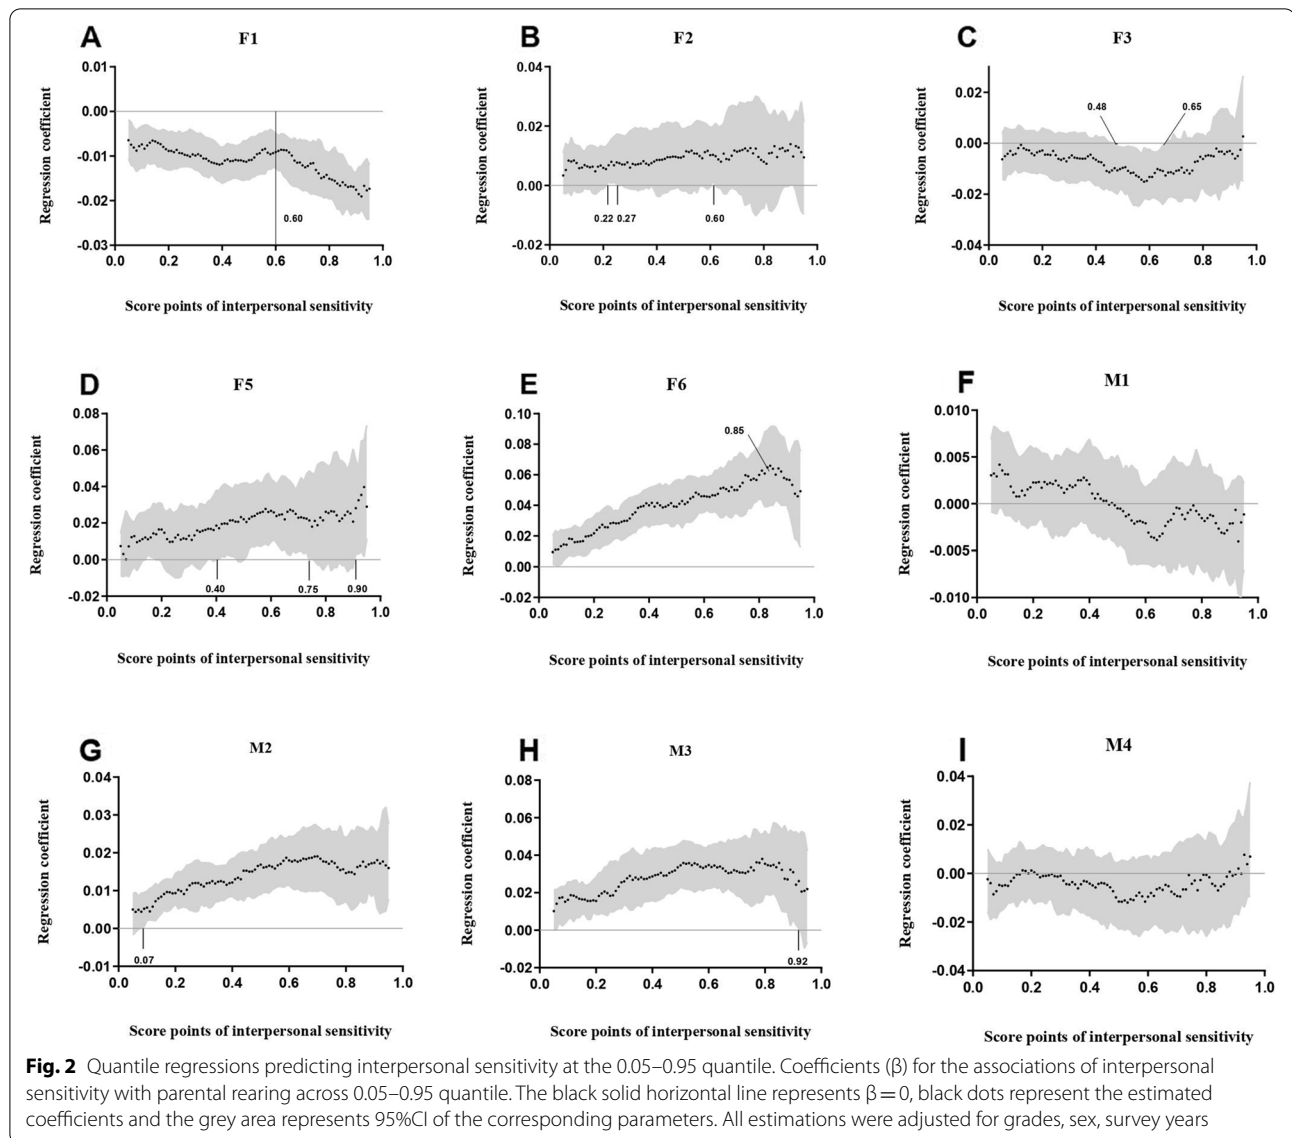 A F1
0.01
0.00
-0.01
-0.02
-0.03
0.60
0.0 0.2 0.4 0.6 0.8 1.0
Regression coefficient
Score points of interpersonal sensitivity
B F2
0.04
0.02
0.00
-0.02
0.22 0.27 0.60
0.0 0.2 0.4 0.6 0.8 1.0
Regression coefficient
Score points of interpersonal sensitivity
C F3
0.02
0.00
-0.02
-0.04
0.48 0.65
0.0 0.2 0.4 0.6 0.8 1.0
Regression coefficient
Score points of interpersonal sensitivity
D F5
0.08
0.06
0.04
0.02
0.00
-0.02
0.40 0.75 0.90
0.0 0.2 0.4 0.6 0.8 1.0
Regression coefficient
Score points of interpersonal sensitivity
E F6
0.10
0.08
0.06
0.04
0.02
0.00
-0.02
0.85
0.0 0.2 0.4 0.6 0.8 1.0
Regression coefficient
Score points of interpersonal sensitivity
F M1
0.010
0.005
0.000
-0.005
-0.010
0.0 0.2 0.4 0.6 0.8 1.0
Regression coefficient
Score points of interpersonal sensitivity
G M2
0.04
0.03
0.02
0.01
0.00
-0.01
0.07
0.0 0.2 0.4 0.6 0.8 1.0
Regression coefficient
Score points of interpersonal sensitivity
H M3
0.08
0.06
0.04
0.02
0.00
-0.02
0.92
0.0 0.2 0.4 0.6 0.8 1.0
Regression coefficient
Score points of interpersonal sensitivity
I M4
0.04
0.02
0.00
-0.02
-0.04
0.0 0.2 0.4 0.6 0.8 1.0
Regression coefficient
Score points of interpersonal sensitivity
Fig. 2 Quantile regressions predicting interpersonal sensitivity at the 0.05–0.95 quantile. Coefficients (β) for the associations of interpersonal
sensitivity with parental rearing across 0.05–0.95 quantile. The black solid horizontal line represents β = 0, black dots represent the estimated
coefficients and the grey area represents 95%CI of the corresponding parameters. All estimations were adjusted for grades, sex, survey years